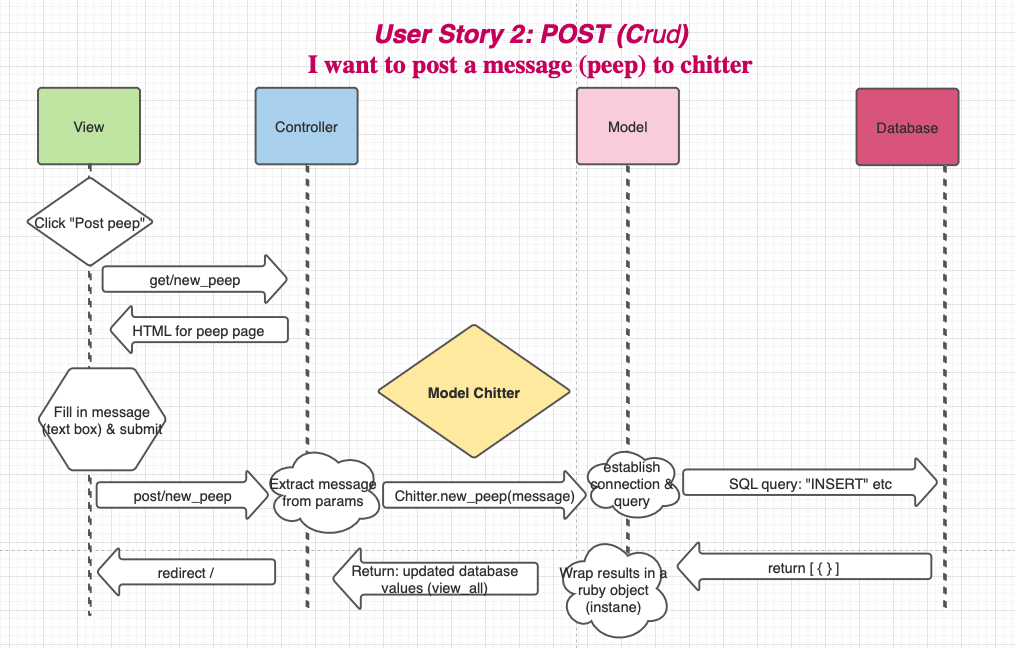 User Story 2: POST (Crud)
I want to post a message (peep) to chitter
View
Controller
Model
Database
Click "Post peep"
get/new_peep
HTML for peep page
Model Chitter
Fill in message
(text box) & submit
post/new_peep
Extract message
from params
Chitter.new_peep(message)
establish
connection &
query
SQL query: "INSERT" etc
redirect /
Return: updated database
values (view_all)
Wrap results in a
ruby object
(instane)
return [ { } ]